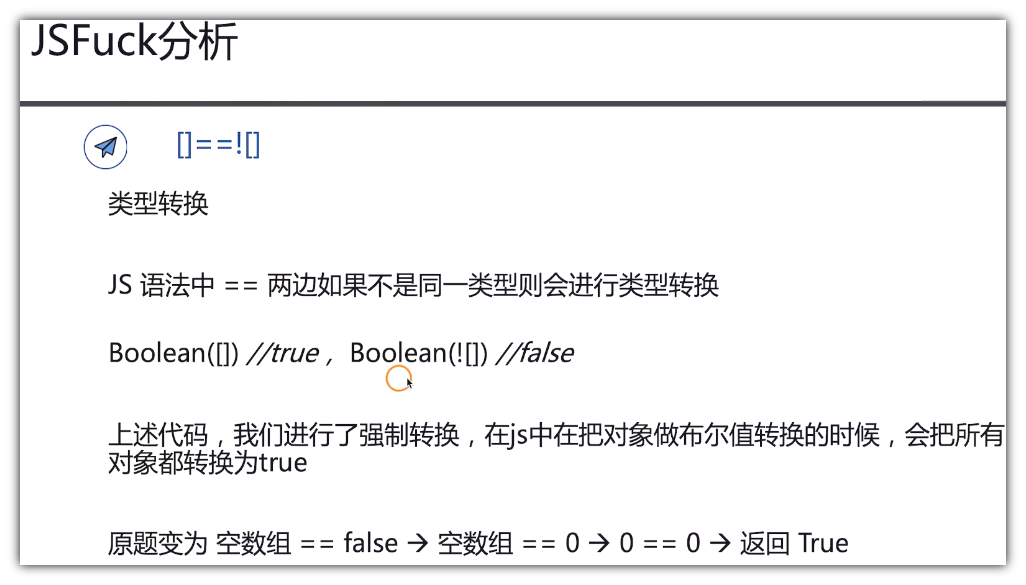 JSFuck分析
[]==![]
类型转换
JS 语法中 == 两边如果不是同一类型则会进行类型转换
Boolean([]) //true , Boolean(![]) //false
上述代码，我们进行了强制转换，在js中在把对象做布尔值转换的时候，会把所有
对象都转换为true
原题变为 空数组 == false → 空数组 == 0 → 0 == 0 → 返回 True